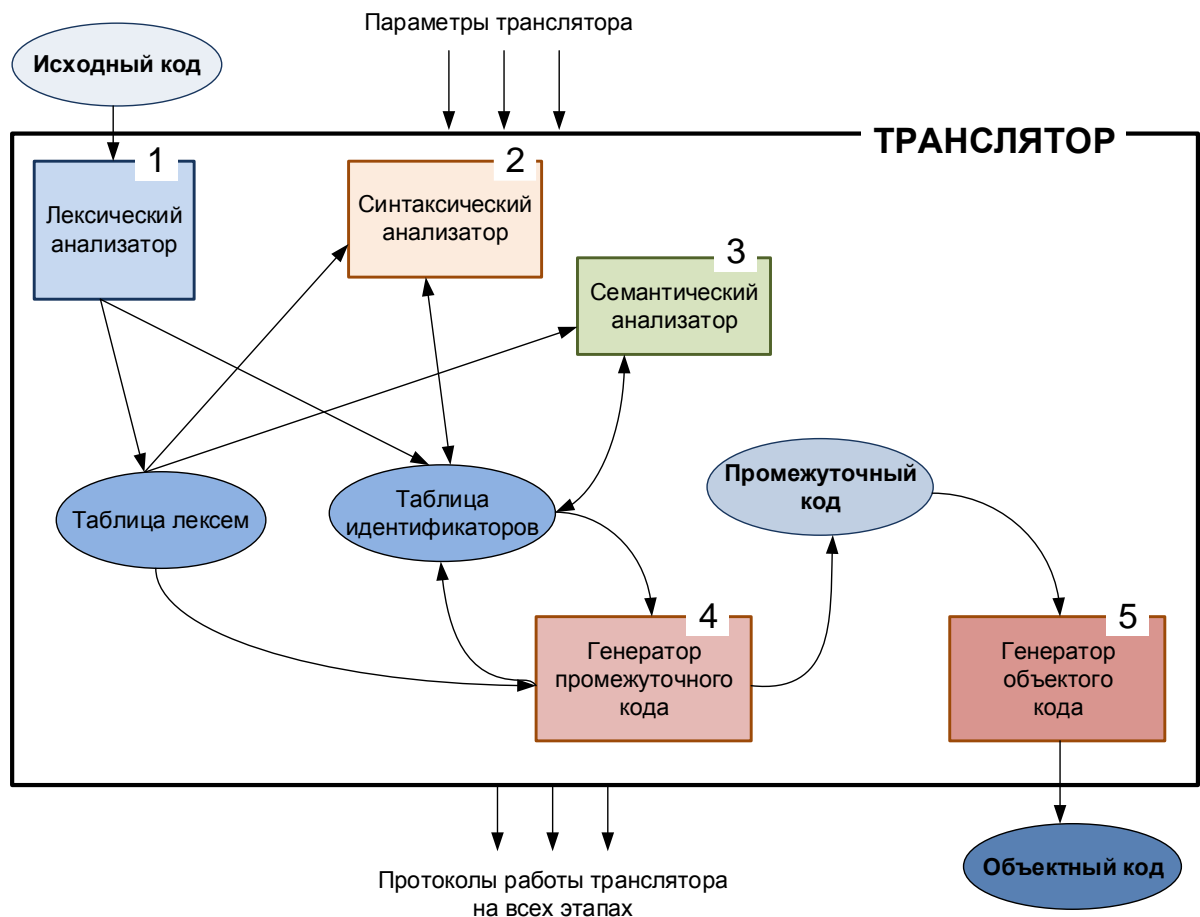 Параметры транслятора
Исходный код
ТРАНСЛЯТОР
1
Лексический
анализатор
2
Синтаксический
анализатор
3
Семантический
анализатор
Таблица лексем
Таблица
идентификаторов
Промежуточный
код
4
Генератор
промежуточного
кода
5
Генератор
объектого
кода
Протоколы работы транслятора
на всех этапах
Объектный код